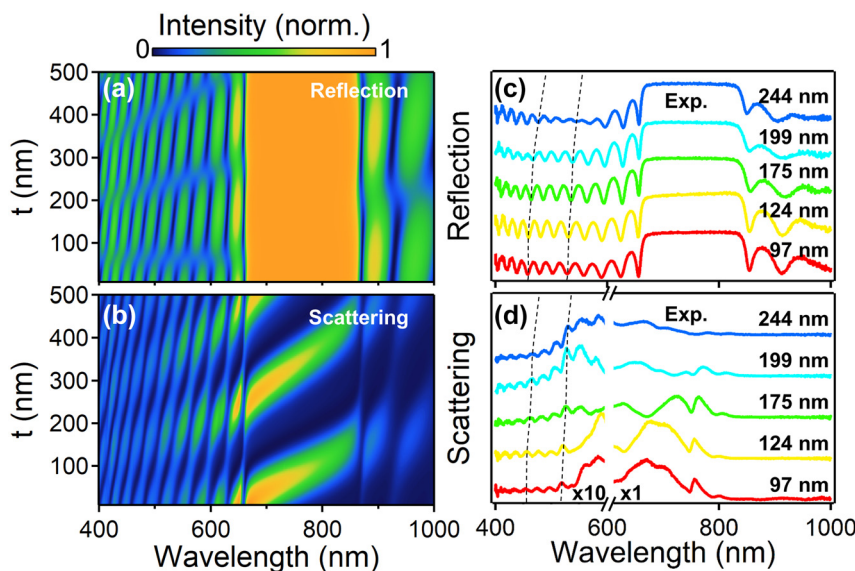 Intensity (norm.)
0 1
(a) Reflection
500
400
300
200
100
t (nm)
(b) Scattering
500
400
300
200
100
t (nm)
400 600 800 1000
Wavelength (nm)
(c) Exp.
244 nm
199 nm
175 nm
124 nm
97 nm
Reflection
(d) Exp.
244 nm
199 nm
175 nm
124 nm
97 nm
x10 x1
Scattering
400 600 800 1000
Wavelength (nm)